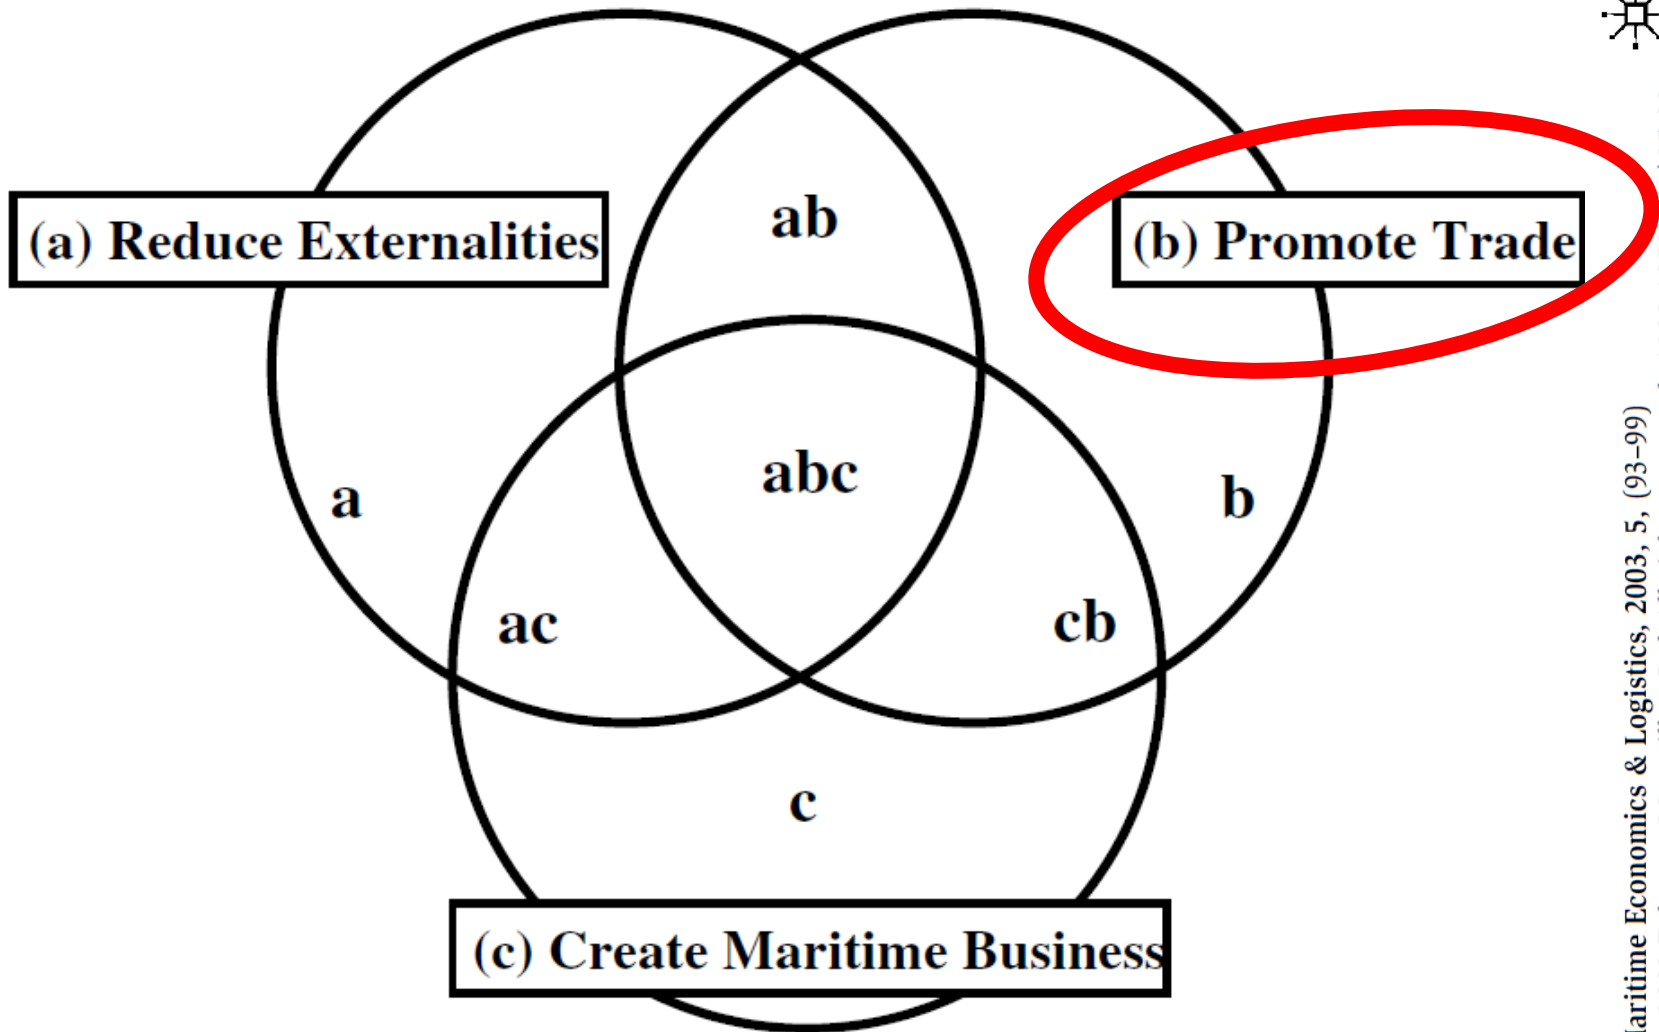 ab
(a) Reduce Externalities
(b) Promote Trade
abc
a
b
ac
cb
c
(c) Create Maritime Business
aritime Economics & Logistics, 2003, 5, (93–99)